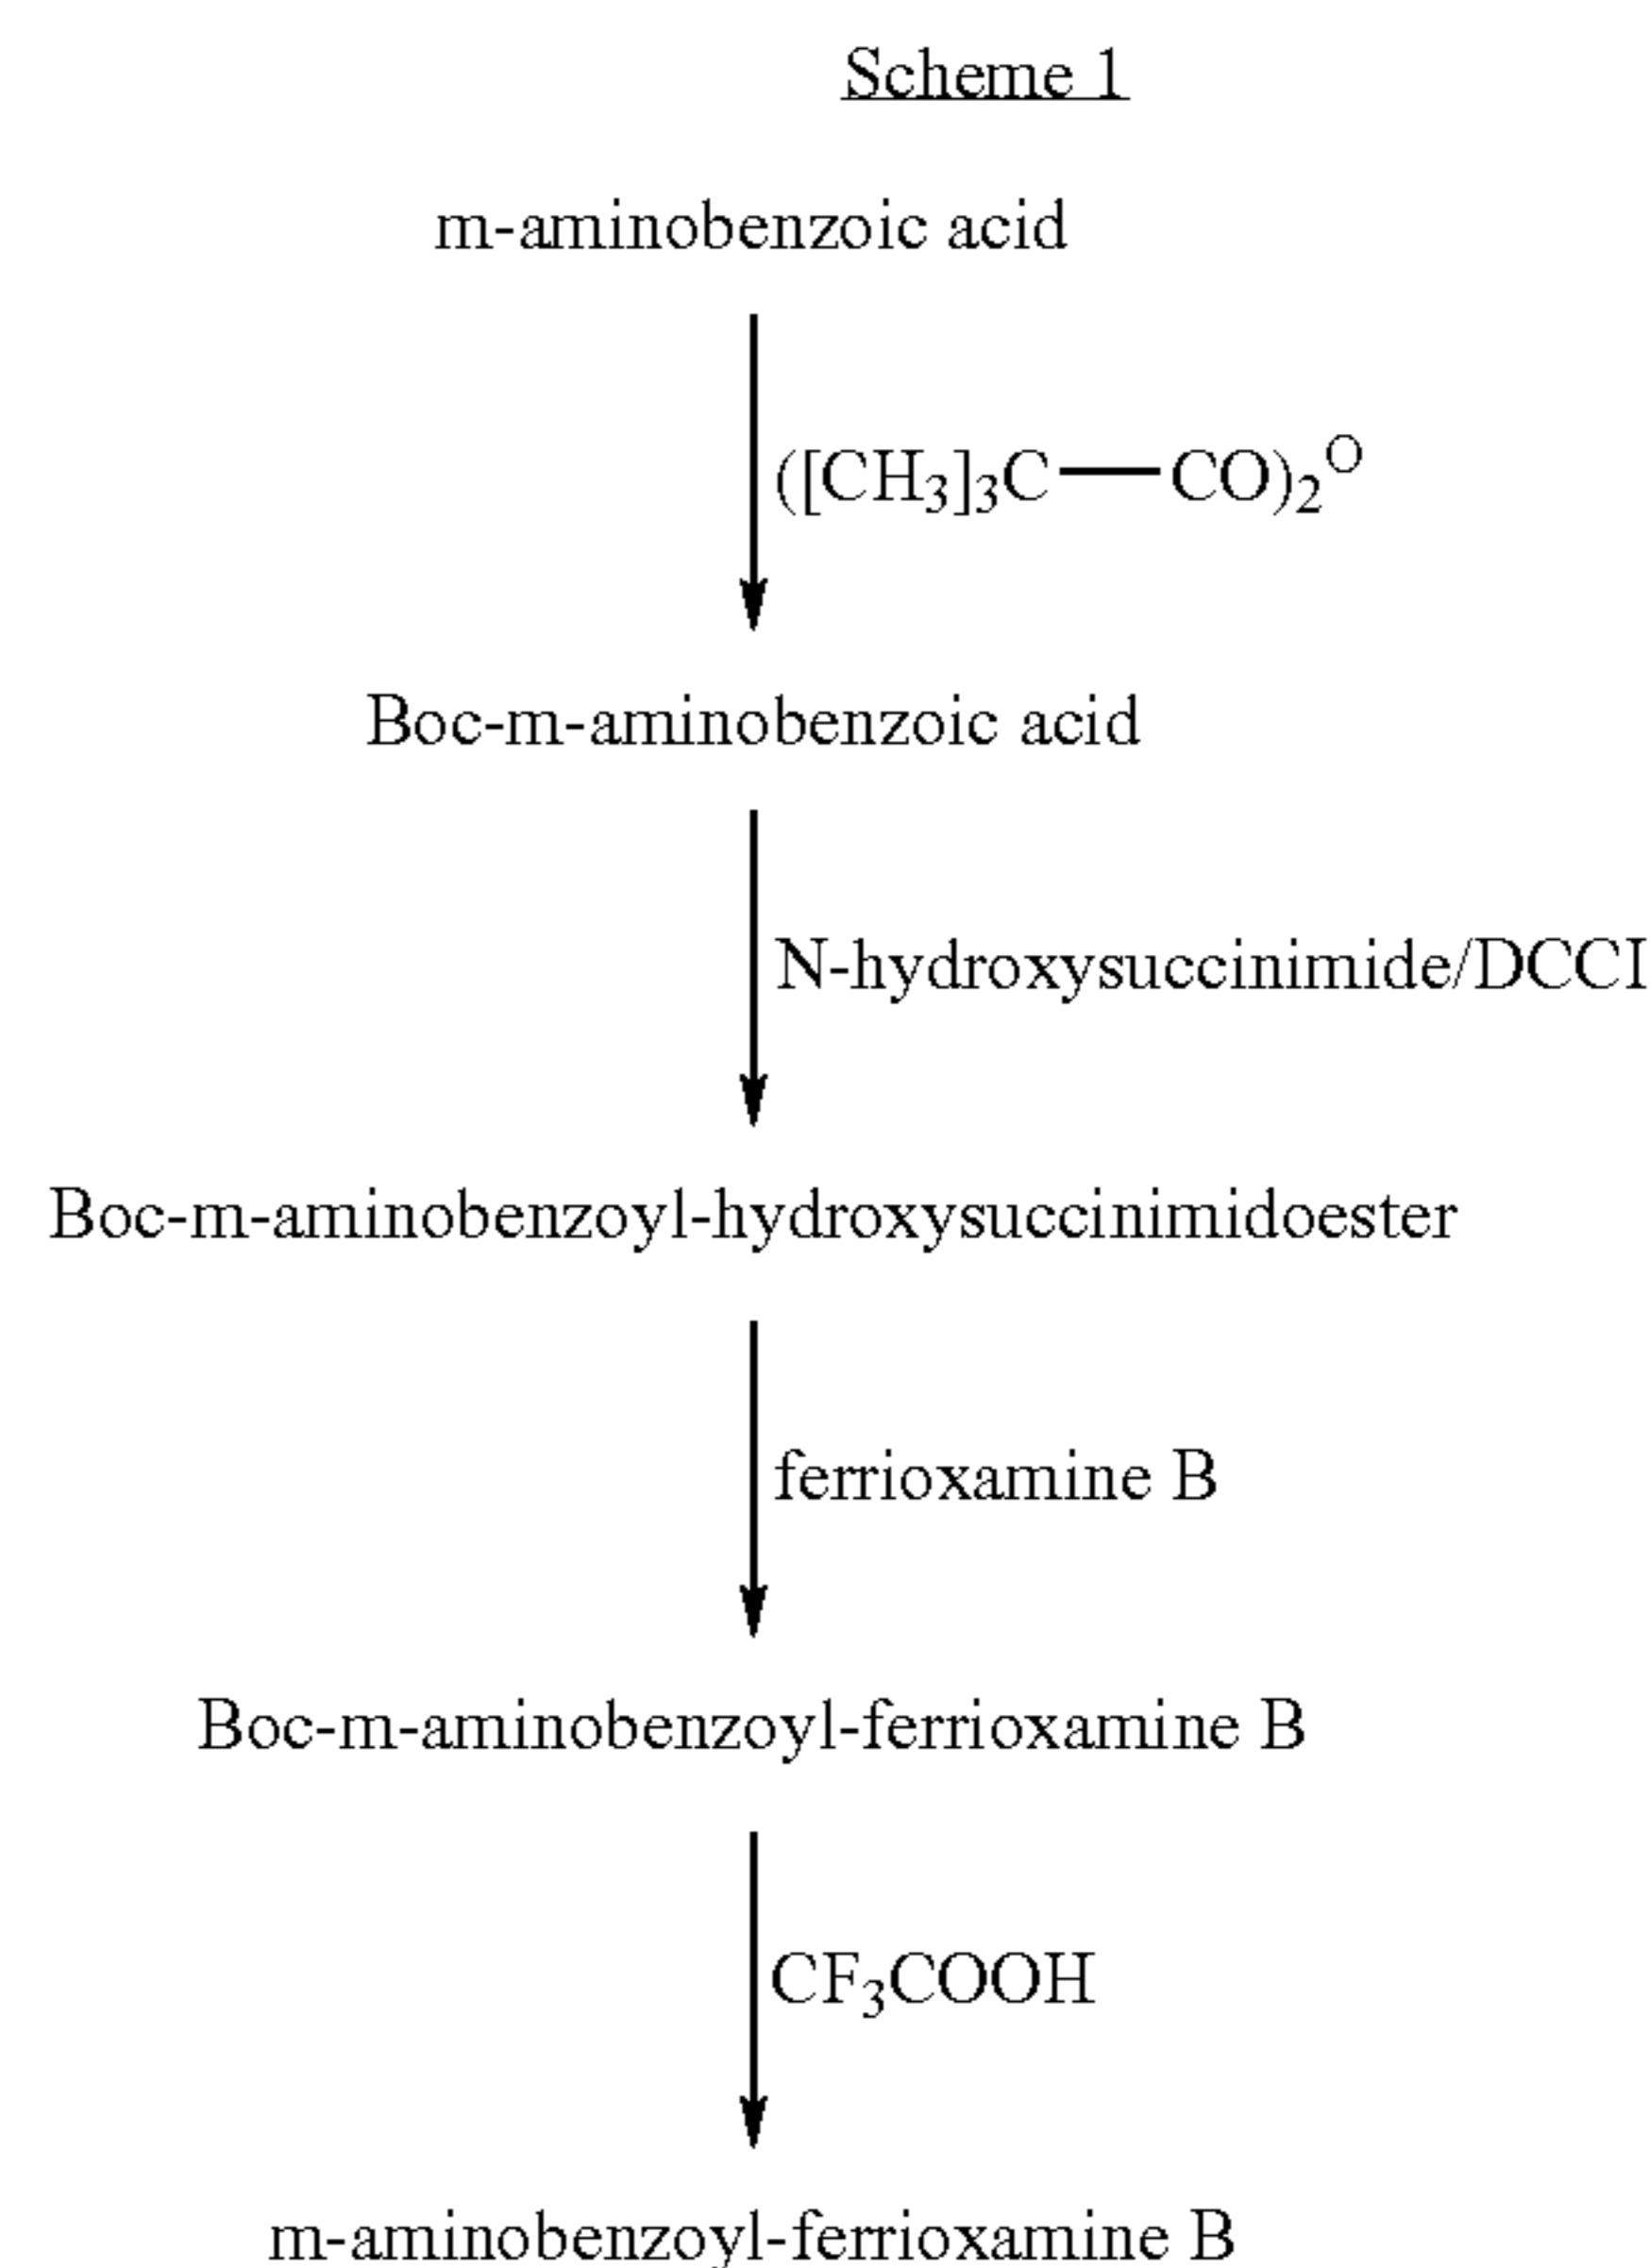 Scheme 1
m-aminobenzoic acid
([CH₃]₃C—CO)₂O
Boc-m-aminobenzoic acid
N-hydroxysuccinimide/DCCI
Boc-m-aminobenzoyl-hydroxysuccinimidoester
ferrioxamine B
Boc-m-aminobenzoyl-ferrioxamine B
CF₃COOH
m-aminobenzoyl-ferrioxamine B